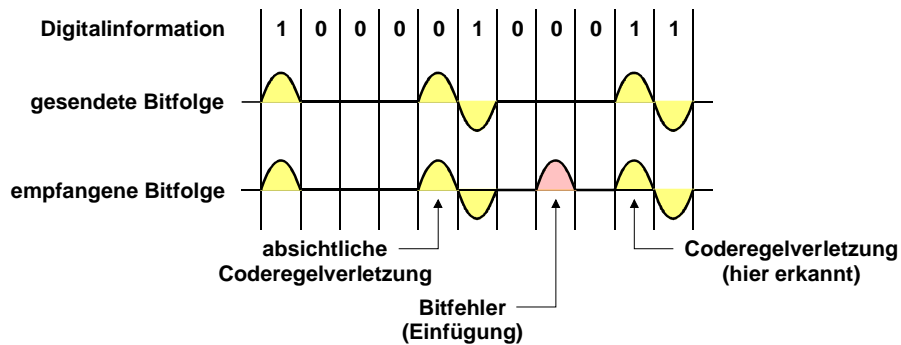 Digitalinformation 1 0 0 0 0 1 0 0 0 1 1
gesendete Bitfolge
empfangene Bitfolge
absichtliche
Coderegelverletzung
Bitfehler
(Einfügung)
Coderegelverletzung
(hier erkannt)